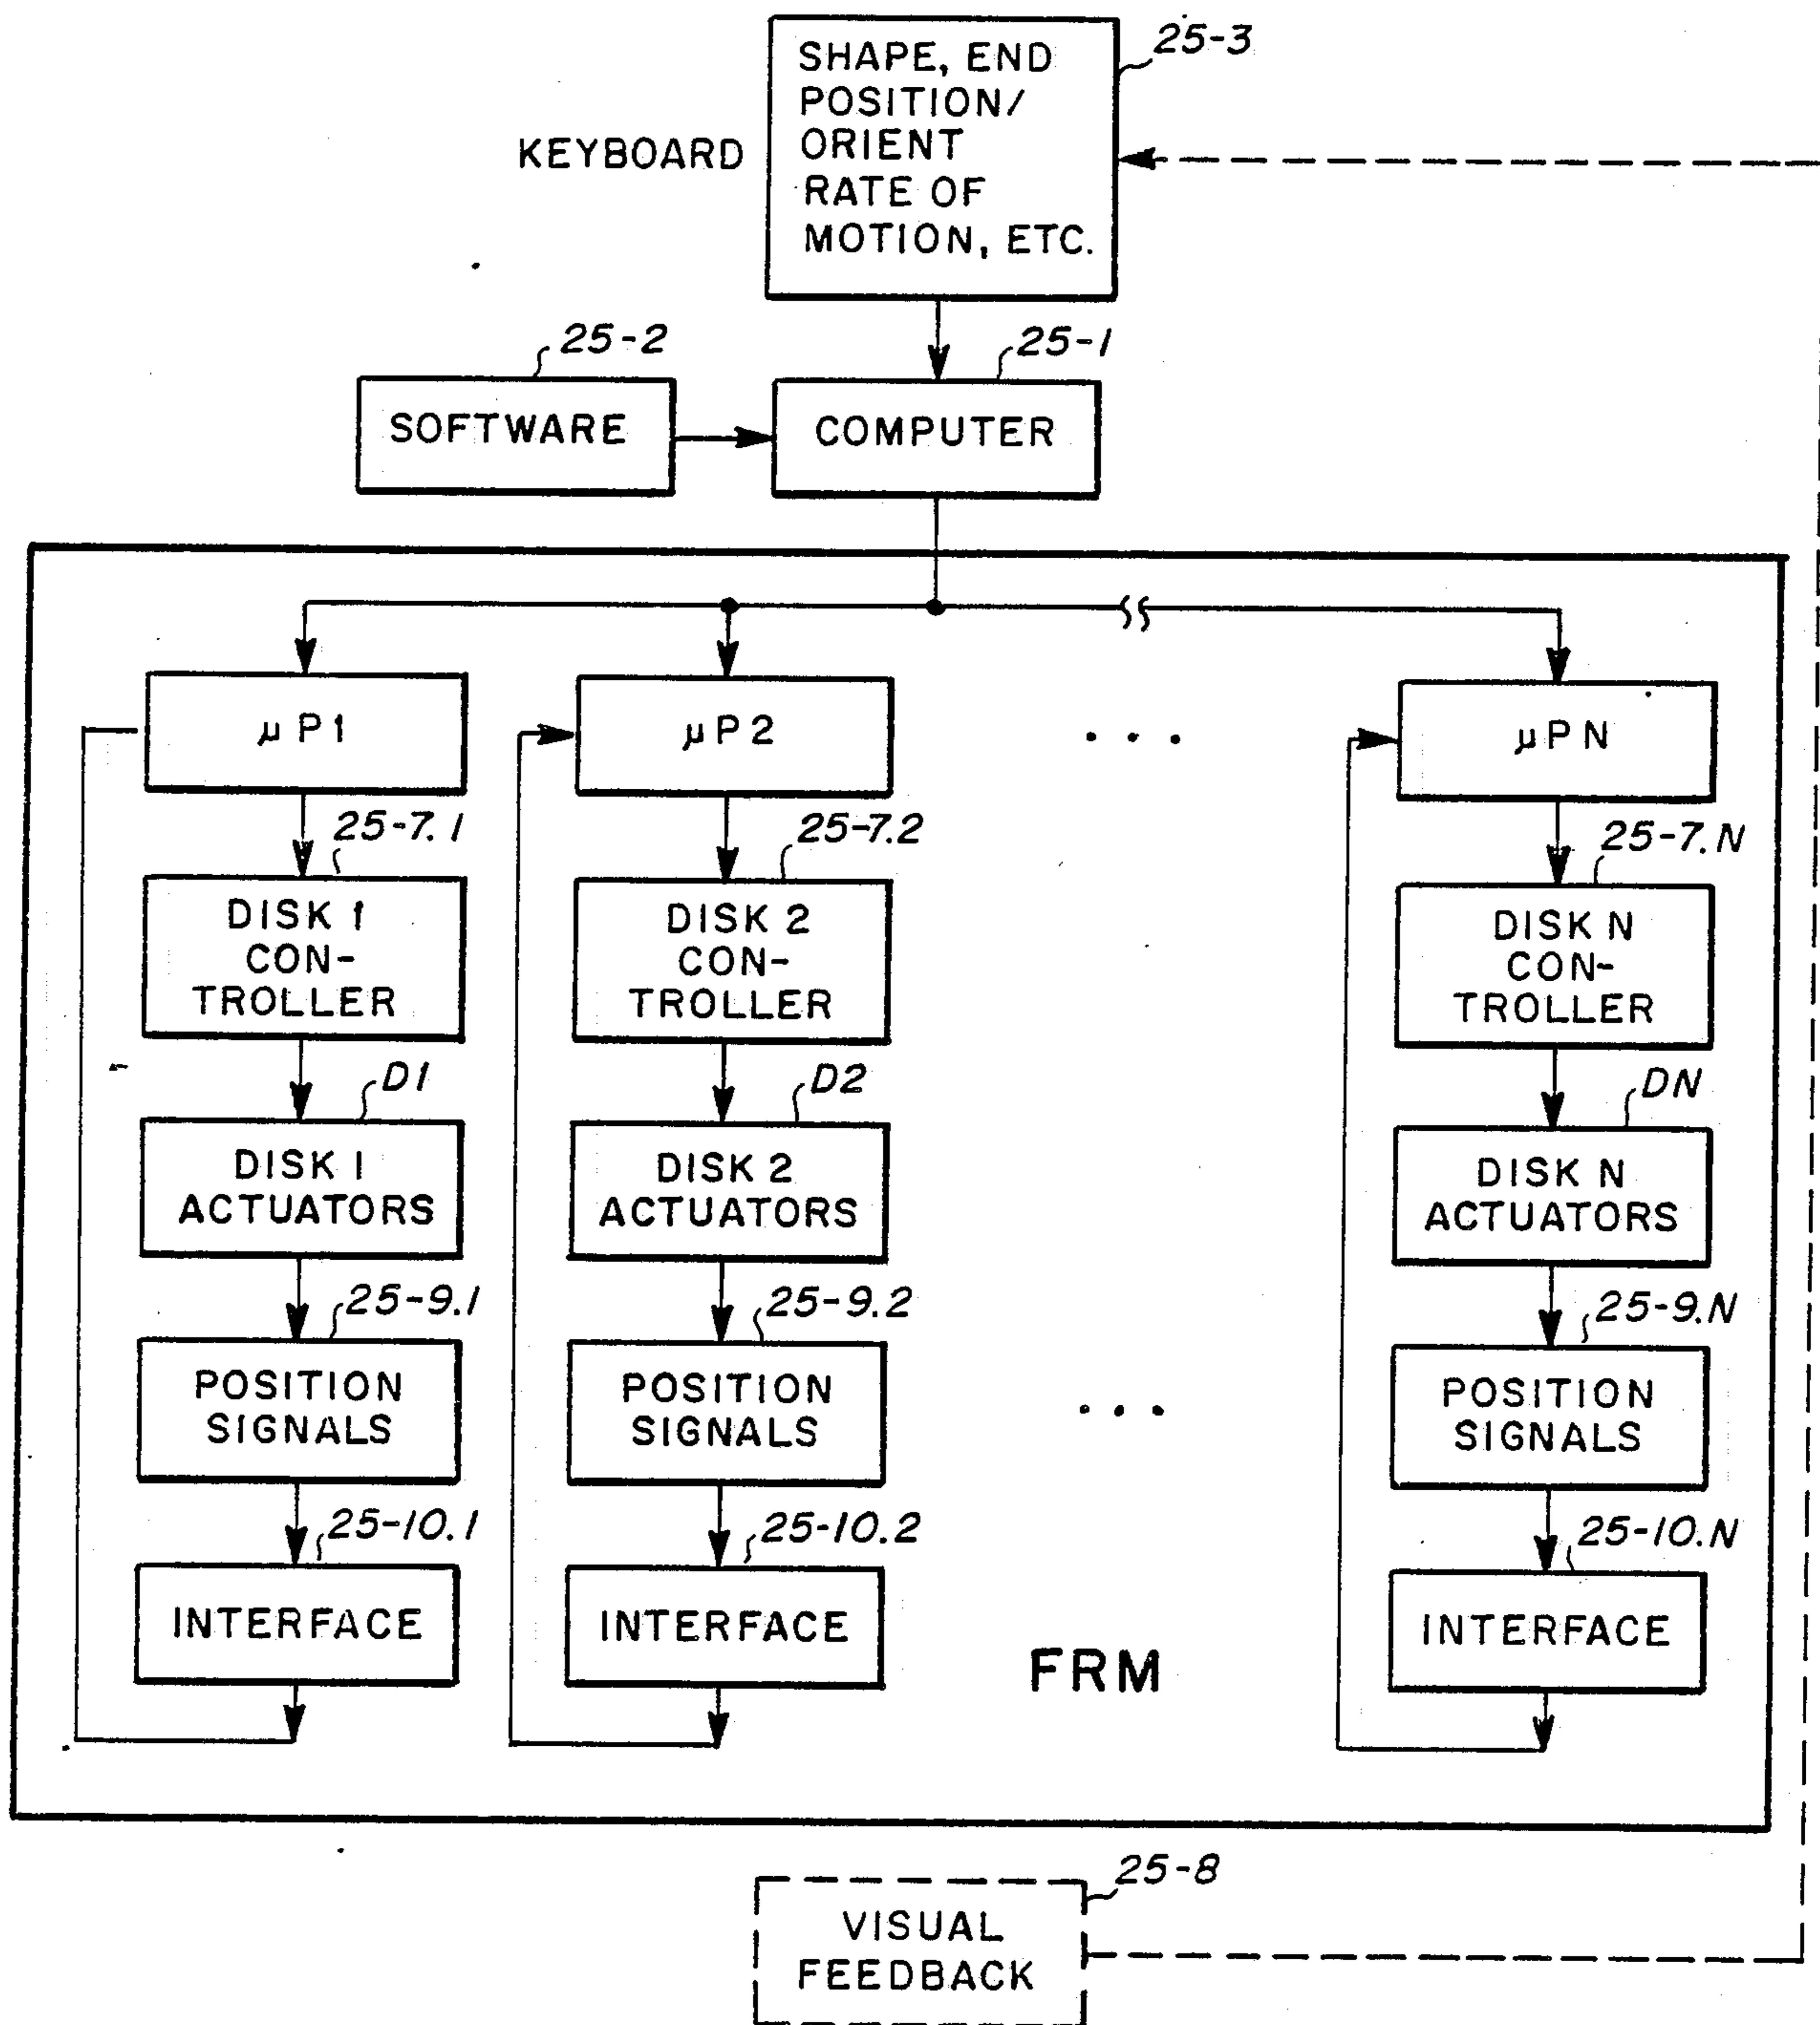 25-3
SHAPE, END
POSITION/
ORIENT
RATE OF
MOTION, ETC.
KEYBOARD
25-2
25-1
SOFTWARE
COMPUTER
μP1
μP2
. . .
μPN
25-7.1
25-7.2
25-7.N
DISK 1
CON-
TROLLER
DISK 2
CON-
TROLLER
DISK N
CON-
TROLLER
D1
D2
DN
DISK 1
ACTUATORS
DISK 2
ACTUATORS
DISK N
ACTUATORS
25-9.1
25-9.2
25-9.N
POSITION
SIGNALS
POSITION
SIGNALS
. . .
POSITION
SIGNALS
25-10.1
25-10.2
25-10.N
INTERFACE
INTERFACE
INTERFACE
FRM
25-8
VISUAL
FEEDBACK